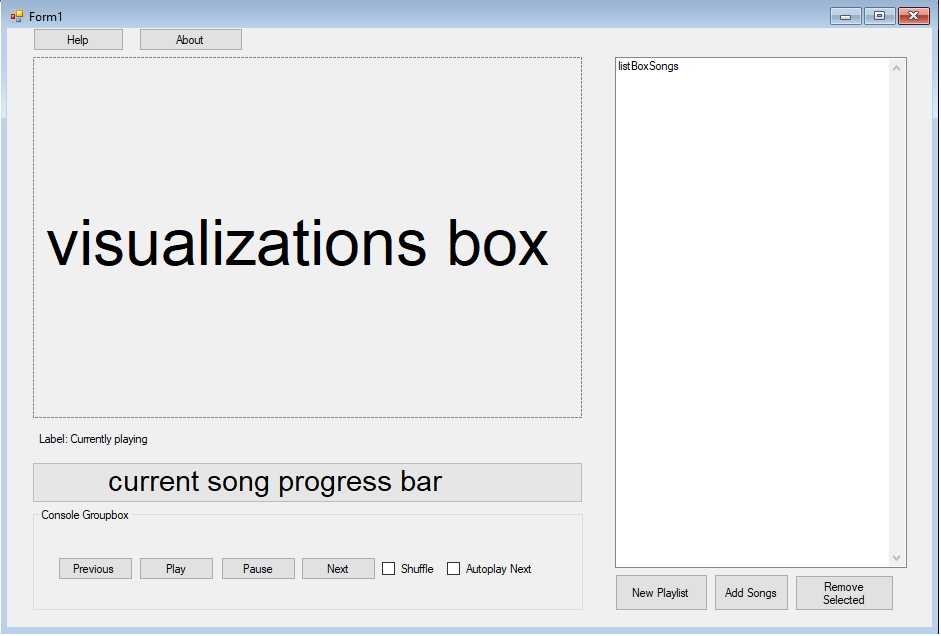 Form1
Help
About
listBoxSongs
visualizations box
Label: Currently playing
current song progress bar
Console Groupbox
Previous
Play
Pause
Next
Shuffle
Autoplay Next
New Playlist
Add Songs
Remove
Selected